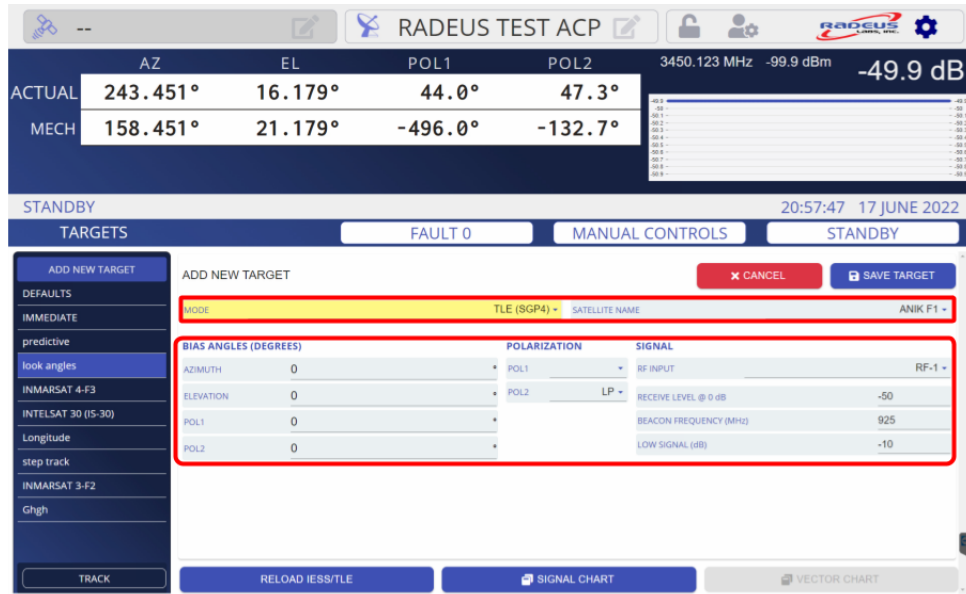 --
RADEUS TEST ACP
RADEUS
LABS, INC.
AZ EL POL1 POL2
3450.123 MHz -99.9 dBm
-49.9 dB
ACTUAL 243.451° 16.179° 44.0° 47.3°
MECH 158.451° 21.179° -496.0° -132.7°
STANDBY
20:57:47 17 JUNE 2022
TARGETS
FAULT 0
MANUAL CONTROLS
STANDBY
ADD NEW TARGET
DEFAULTS
IMMEDIATE
predictive
look angles
INMARSAT 4-F3
INTELSAT 30 (IS-30)
Longitude
step track
INMARSAT 3-F2
Ghgh
TRACK
ADD NEW TARGET
CANCEL
SAVE TARGET
MODE TLE (SGP4)
SATELLITE NAME ANIK F1
BIAS ANGLES (DEGREES)
AZIMUTH 0 °
ELEVATION 0 °
POL1 0 °
POL2 0 °
POLARIZATION
POL1
POL2 LP
SIGNAL
RF INPUT RF-1
RECEIVE LEVEL @ 0 dB -50
BEACON FREQUENCY (MHz) 925
LOW SIGNAL (dB) -10
RELOAD IESS/TLE
SIGNAL CHART
VECTOR CHART